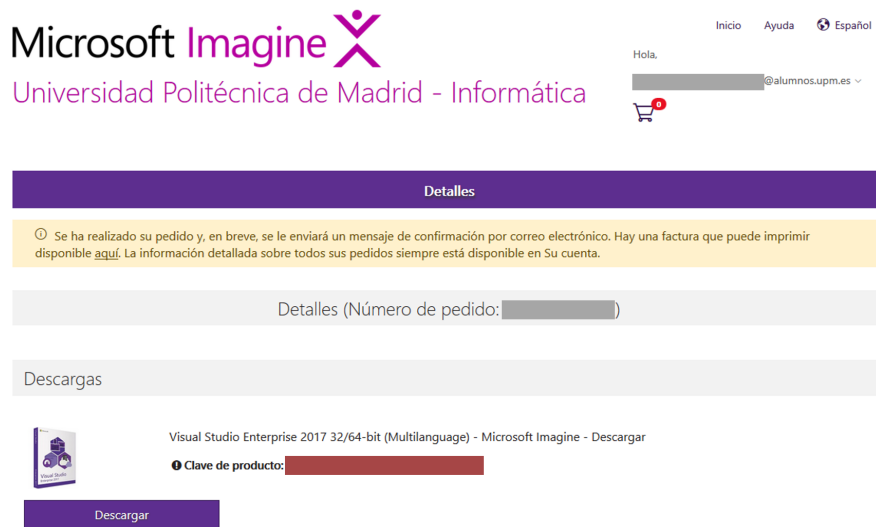 Microsoft Imagine X
Universidad Politécnica de Madrid - Informática
Inicio Ayuda Español
Hola,
@alumnos.upm.es
0
Detalles
Se ha realizado su pedido y, en breve, se le enviará un mensaje de confirmación por correo electrónico. Hay una factura que puede imprimir
disponible aquí. La información detallada sobre todos sus pedidos siempre está disponible en Su cuenta.
Detalles (Número de pedido: )
Descargas
Visual Studio Enterprise 2017 32/64-bit (Multilanguage) - Microsoft Imagine - Descargar
Clave de producto:
Visual Studio
Descargar